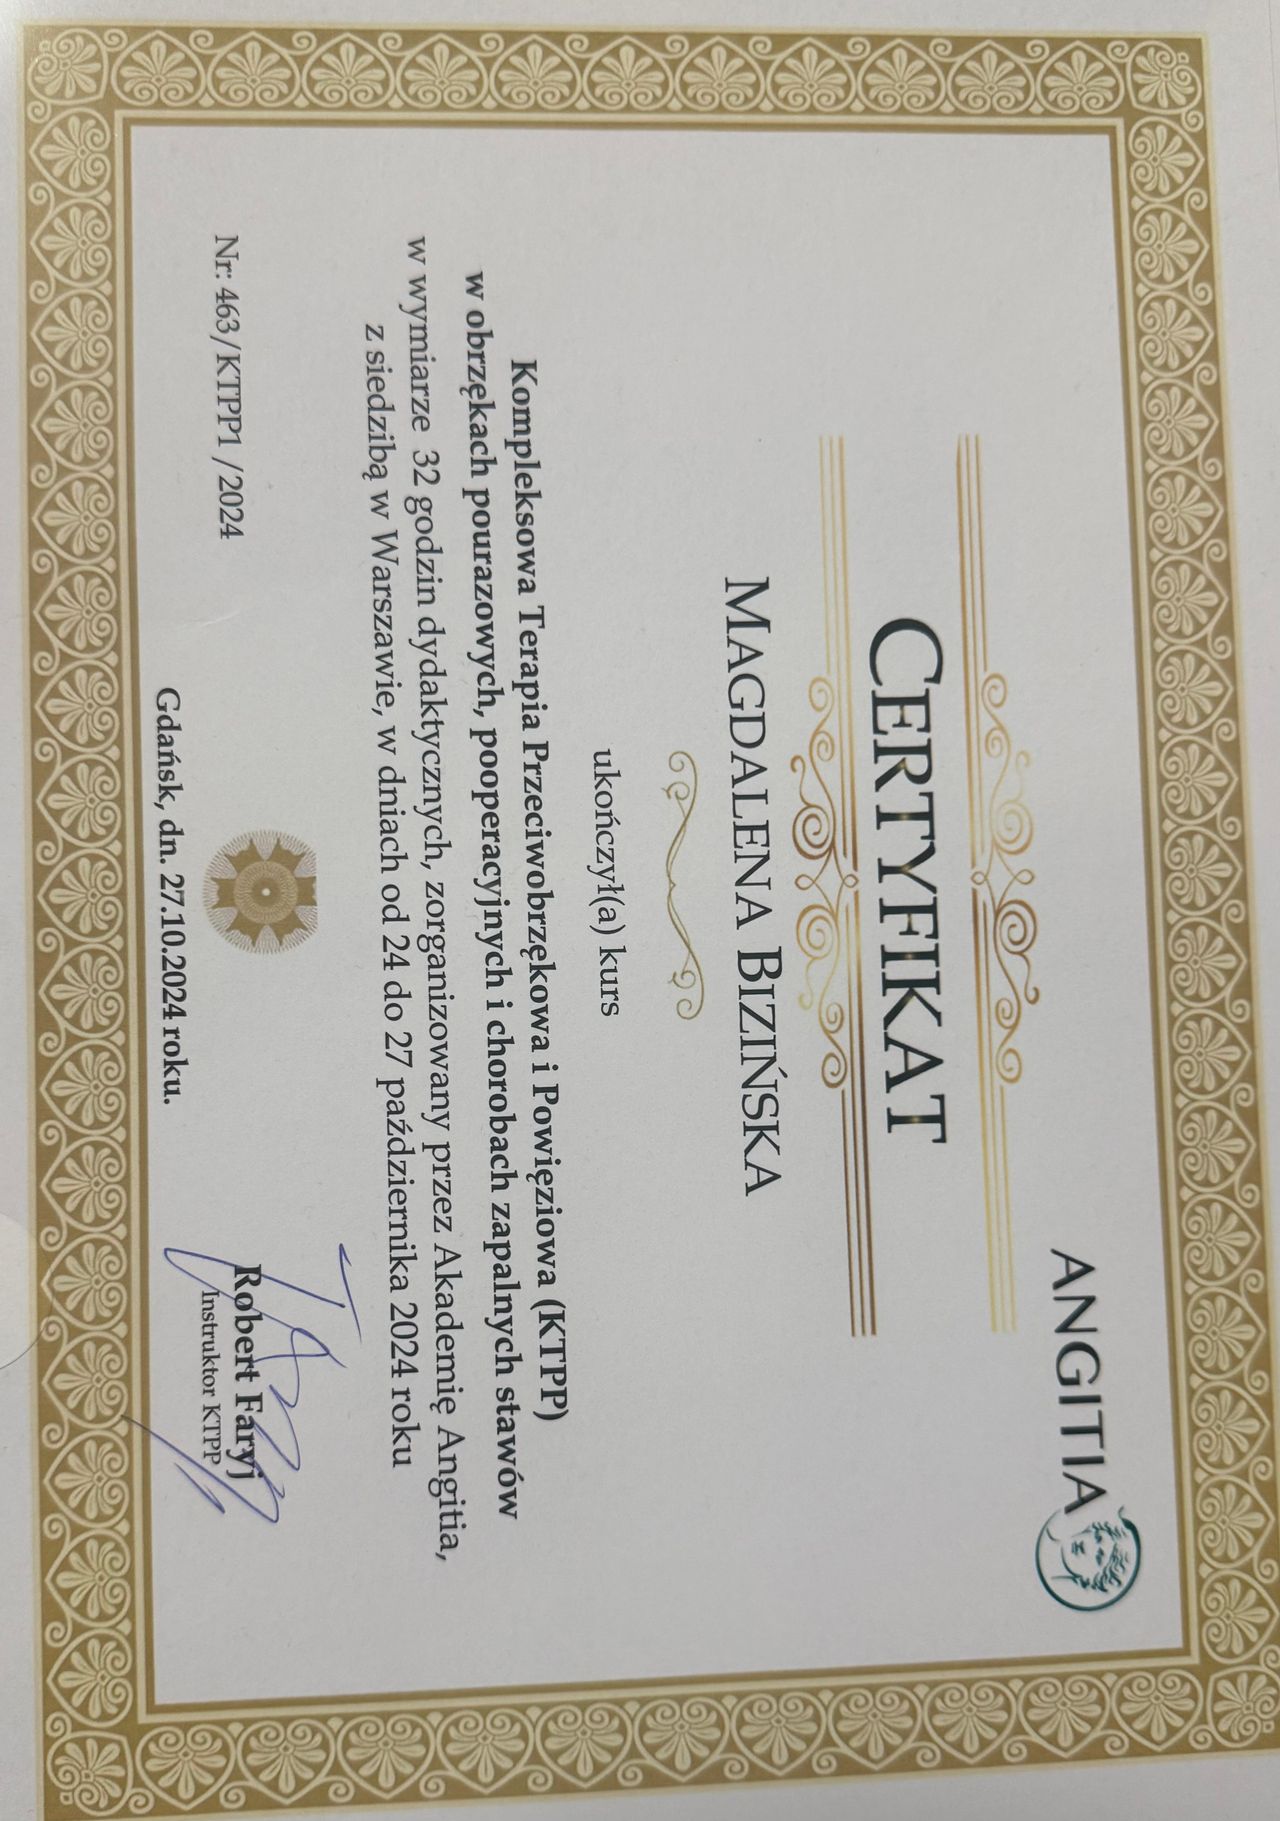 ANGITIA
CERTYFIKAT
MAGDALENA BIZIŃSKA
ukończył(a) kurs
Kompleksowa Terapia Przeciwobrzękowa i Powięziowa (KTPP)
w obrzękach pourazowych, pooperacyjnych i chorobach zapalnych stawów
w wymiarze 32 godzin dydaktycznych, zorganizowany przez Akademię Angitia,
z siedzibą w Warszawie, w dniach od 24 do 27 października 2024 roku
Nr: 463/KTPP1 /2024
Robert Faryj
Instruktor KTPP
Gdańsk, dn. 27.10.2024 roku.